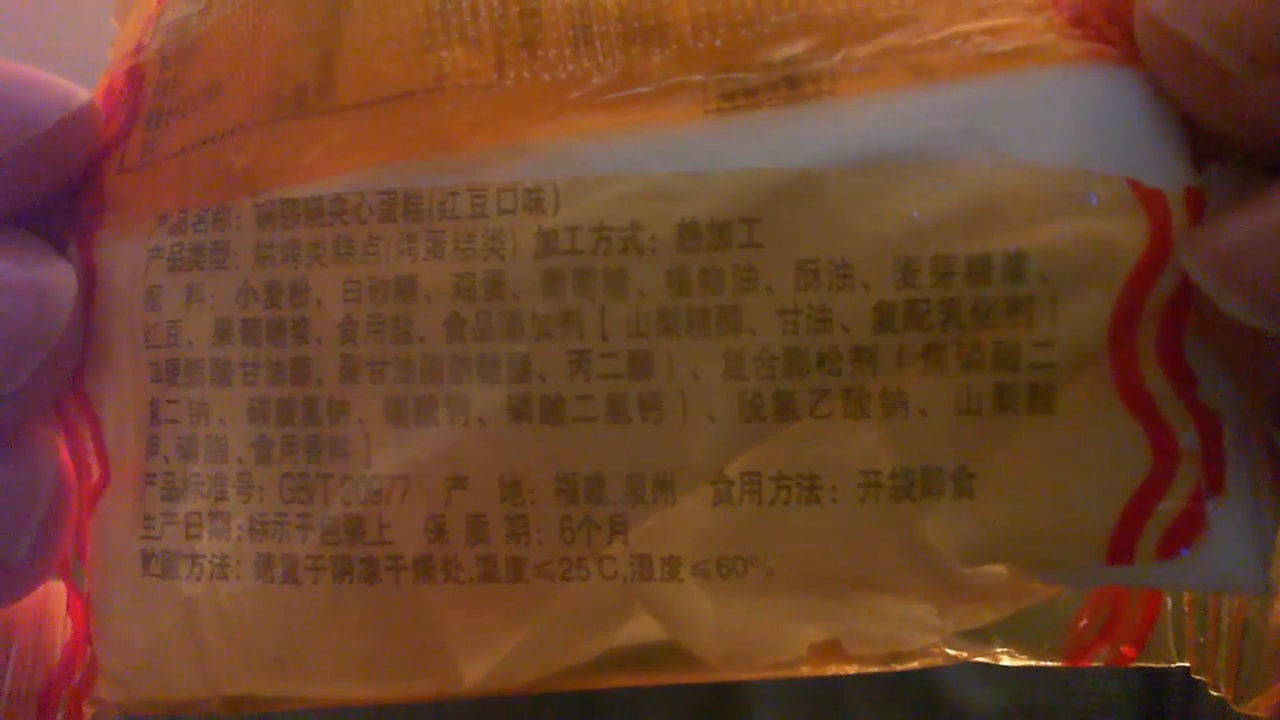 产品名称：铜锣烧夹心蛋糕(红豆口味)
产品类型：烘烤类糕点(烤蛋糕类) 加工方式：热加工
配 料：小麦粉、白砂糖、鸡蛋、葡萄糖、植物油、酥油、麦芽糖浆、
红豆、果葡糖浆、食用盐、食品添加剂【山梨糖醇、甘油、复配乳化剂(
单硬脂酸甘油酯、聚甘油脂肪酸酯、丙二醇)、复合膨松剂(焦磷酸二
氢二钠、碳酸氢钠、碳酸钙、磷酸二氢钙)、脱氢乙酸钠、山梨酸
钾、磷脂、食用香料】
产品标准号：GB/T 20977 产 地：福建.泉州 食用方法：开袋即食
生产日期：标示于包装上 保 质 期：6个月
贮藏方法：请置于阴凉干燥处,温度≤25℃,湿度≤60%